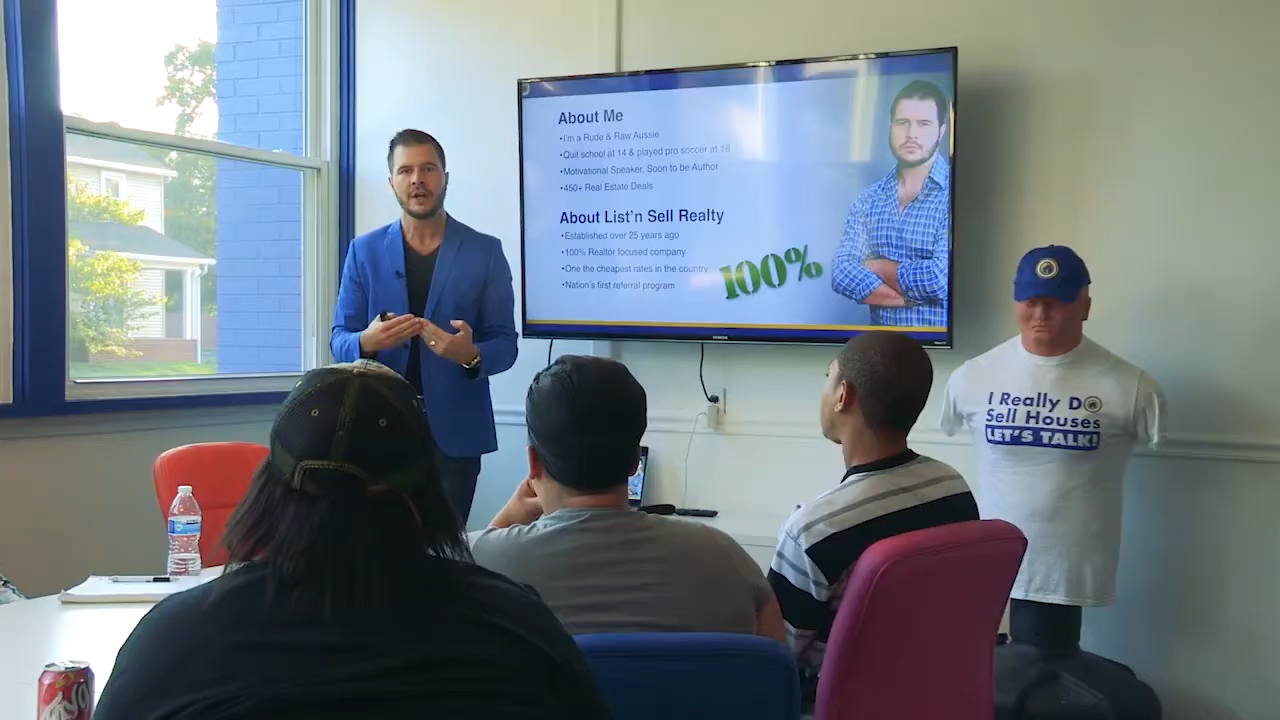 About Me
•I'm a Rude & Raw Aussie
•Quit school at 14 & played pro soccer at 18
•Motivational Speaker, Soon to be Author
•450+ Real Estate Deals
About List'n Sell Realty
•Established over 25 years ago
•100% Realtor focused company
•One the cheapest rates in the country
•Nation's first referral program
100%
I Really DO
Sell Houses
LET'S TALK!